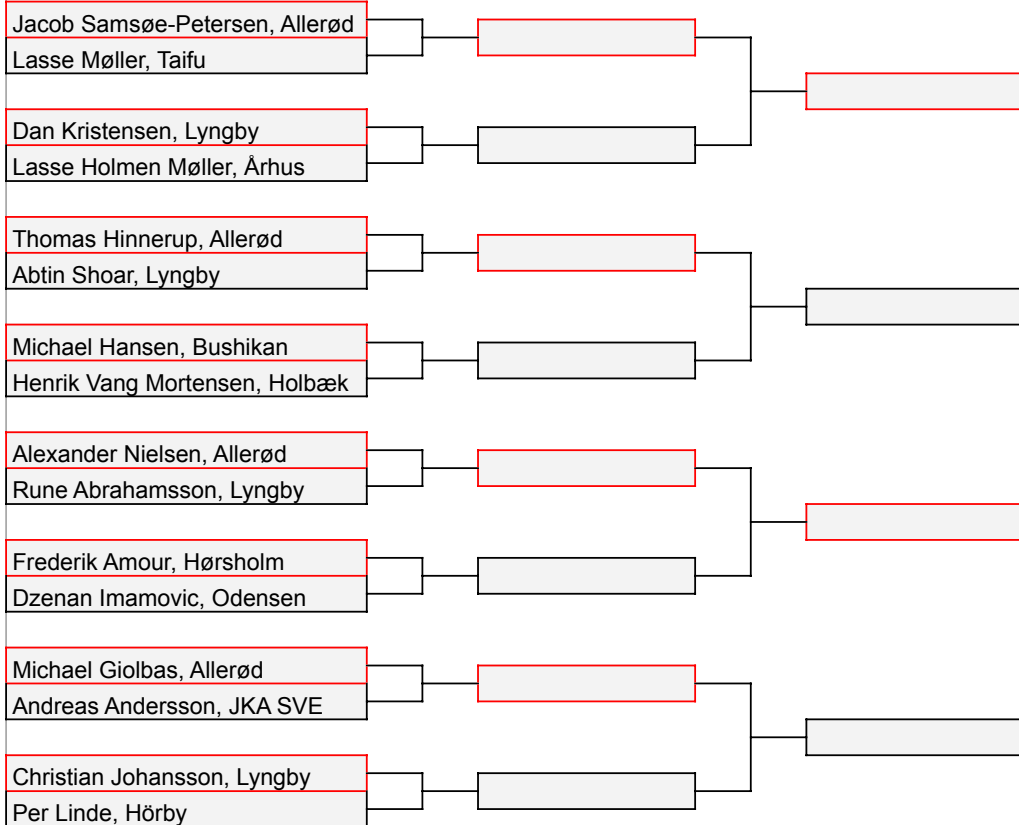 Jacob Samsøe-Petersen, Allerød
Lasse Møller, Taifu
Dan Kristensen, Lyngby
Lasse Holmen Møller, Århus
Thomas Hinnerup, Allerød
Abtin Shoar, Lyngby
Michael Hansen, Bushikan
Henrik Vang Mortensen, Holbæk
Alexander Nielsen, Allerød
Rune Abrahamsson, Lyngby
Frederik Amour, Hørsholm
Dzenan Imamovic, Odensen
Michael Giolbas, Allerød
Andreas Andersson, JKA SVE
Christian Johansson, Lyngby
Per Linde, Hörby